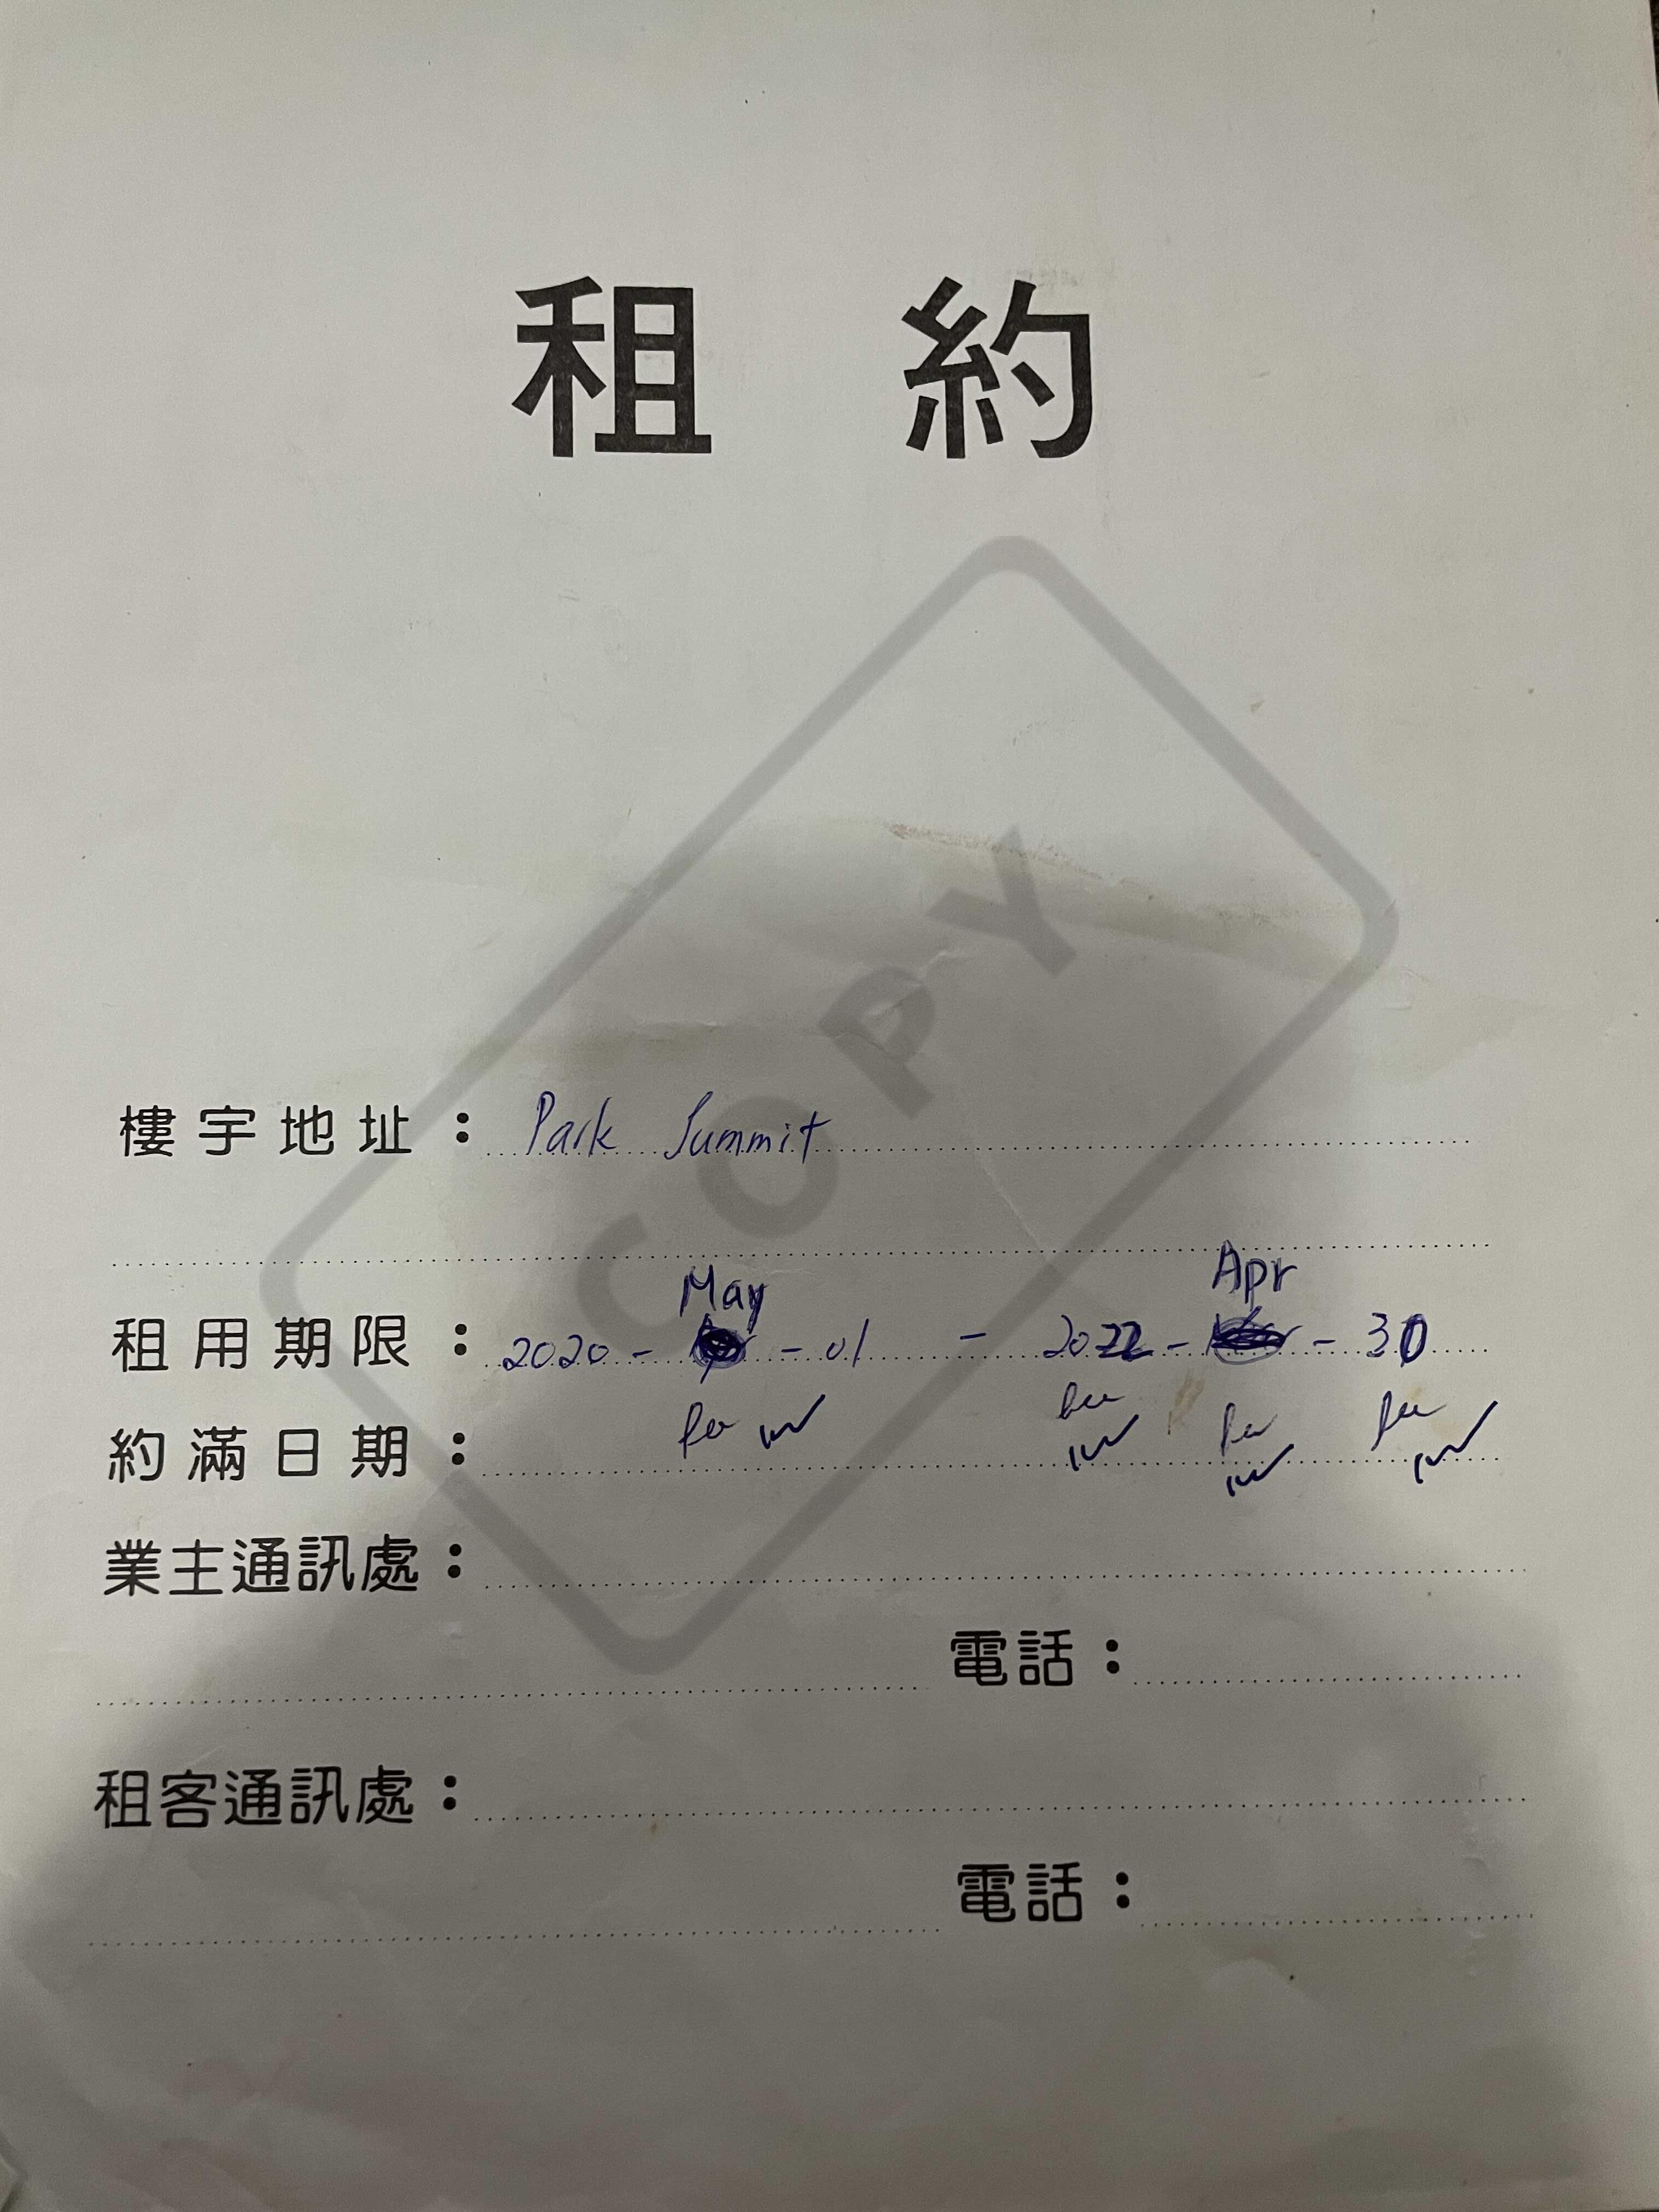 租約
COPY
樓宇地址：Park Summit
May Apr
租用期限：2020 - - 01 - 2022 - - 30
約滿日期：
業主通訊處：
電話：
租客通訊處：
電話：